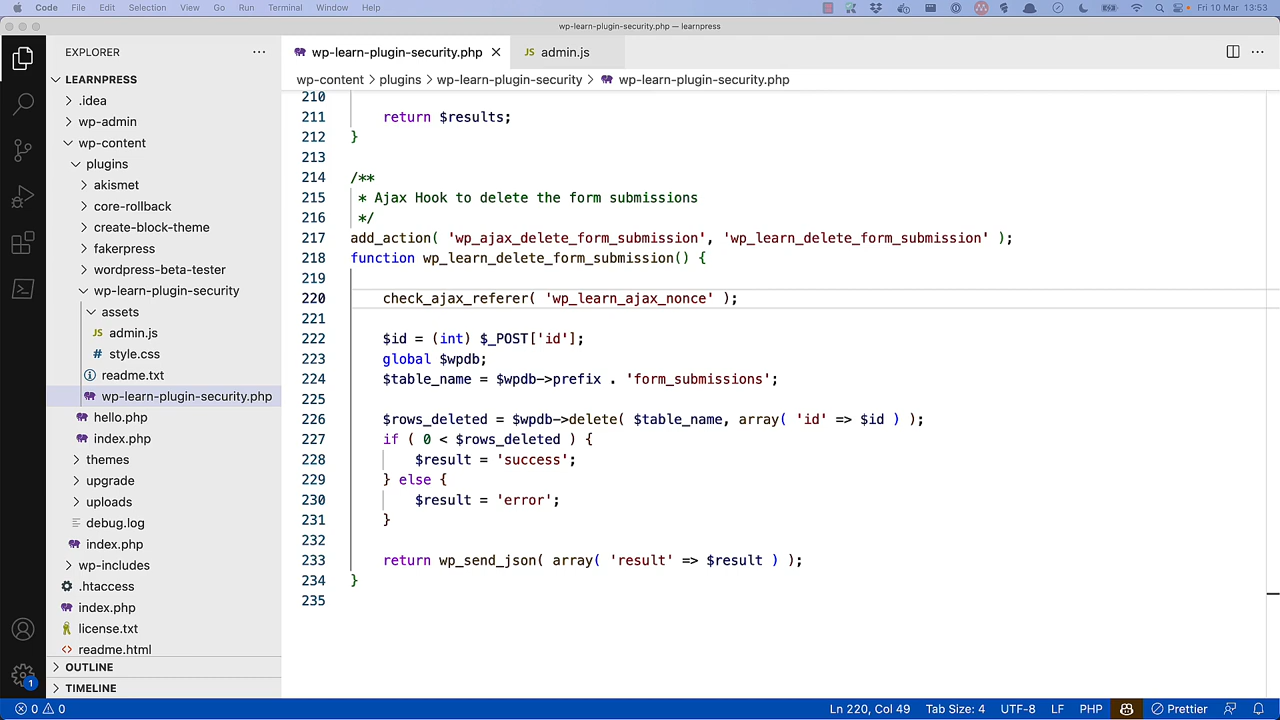 Code File Edit Selection View Go Run Terminal Window Help Fri 10 Mar 13:53
wp-learn-plugin-security.php — learnpress
EXPLORER
LEARNPRESS
.idea
wp-admin
wp-content
plugins
akismet
core-rollback
create-block-theme
fakerpress
wordpress-beta-tester
wp-learn-plugin-security
assets
JS admin.js
# style.css
readme.txt
wp-learn-plugin-security.php
hello.php
index.php
themes
upgrade
uploads
debug.log
index.php
wp-includes
.htaccess
index.php
license.txt
<> readme.html
OUTLINE
TIMELINE
wp-learn-plugin-security.php JS admin.js
wp-content > plugins > wp-learn-plugin-security > wp-learn-plugin-security.php
210
211 return $results;
212 }
213
214 /**
215 * Ajax Hook to delete the form submissions
216 */
217 add_action( 'wp_ajax_delete_form_submission', 'wp_learn_delete_form_submission' );
218 function wp_learn_delete_form_submission() {
219
220 check_ajax_referer( 'wp_learn_ajax_nonce' );
221
222 $id = (int) $_POST['id'];
223 global $wpdb;
224 $table_name = $wpdb->prefix . 'form_submissions';
225
226 $rows_deleted = $wpdb->delete( $table_name, array( 'id' => $id ) );
227 if ( 0 < $rows_deleted ) {
228 $result = 'success';
229 } else {
230 $result = 'error';
231 }
232
233 return wp_send_json( array( 'result' => $result ) );
234 }
235
1
0 0 Ln 220, Col 49 Tab Size: 4 UTF-8 LF PHP Prettier